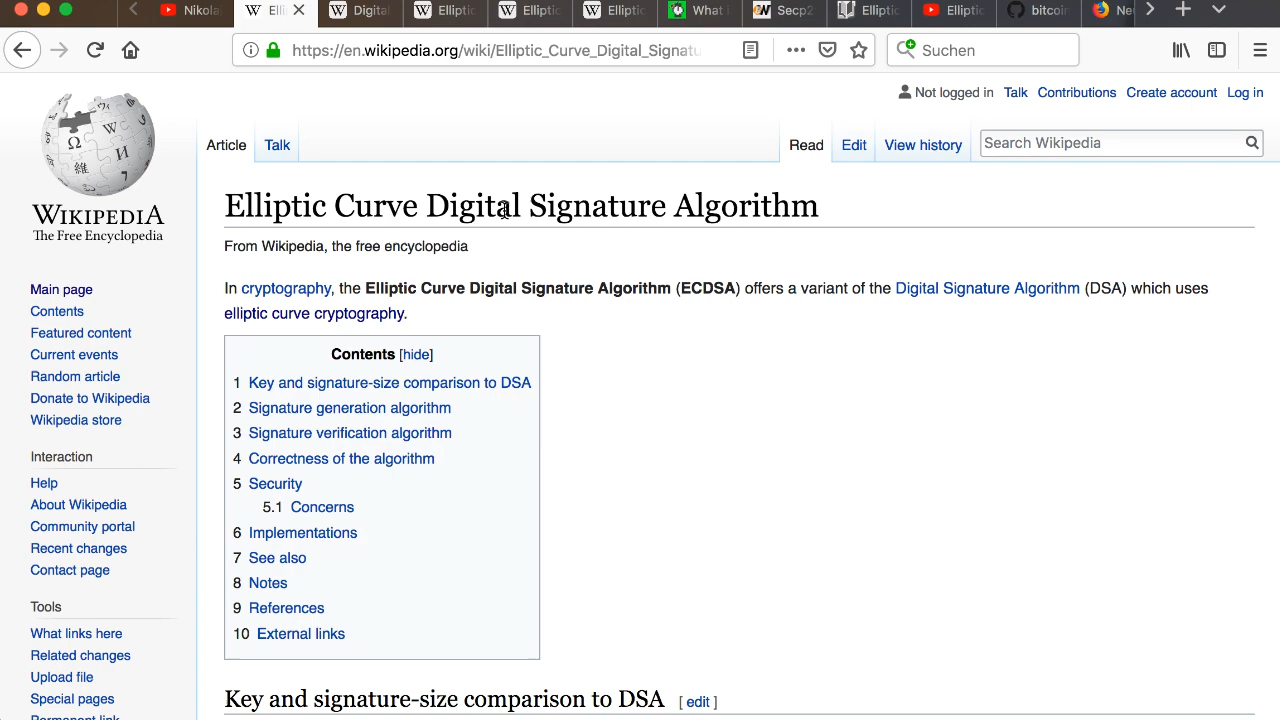 Nikola
Elli
Digital
Elliptic
Elliptic
Elliptic
What
Secp2
Elliptic
Elliptic
bitcoin
Ne
https://en.wikipedia.org/wiki/Elliptic_Curve_Digital_Signatu
Suchen
Not logged in Talk Contributions Create account Log in
Article Talk Read Edit View history Search Wikipedia
WIKIPEDIA
The Free Encyclopedia
Elliptic Curve Digital Signature Algorithm
From Wikipedia, the free encyclopedia
In cryptography, the Elliptic Curve Digital Signature Algorithm (ECDSA) offers a variant of the Digital Signature Algorithm (DSA) which uses
elliptic curve cryptography.
Main page
Contents
Featured content
Current events
Random article
Donate to Wikipedia
Wikipedia store
Interaction
Help
About Wikipedia
Community portal
Recent changes
Contact page
Tools
What links here
Related changes
Upload file
Special pages
Permanent link
Contents [hide]
1 Key and signature-size comparison to DSA
2 Signature generation algorithm
3 Signature verification algorithm
4 Correctness of the algorithm
5 Security
5.1 Concerns
6 Implementations
7 See also
8 Notes
9 References
10 External links
Key and signature-size comparison to DSA [ edit ]